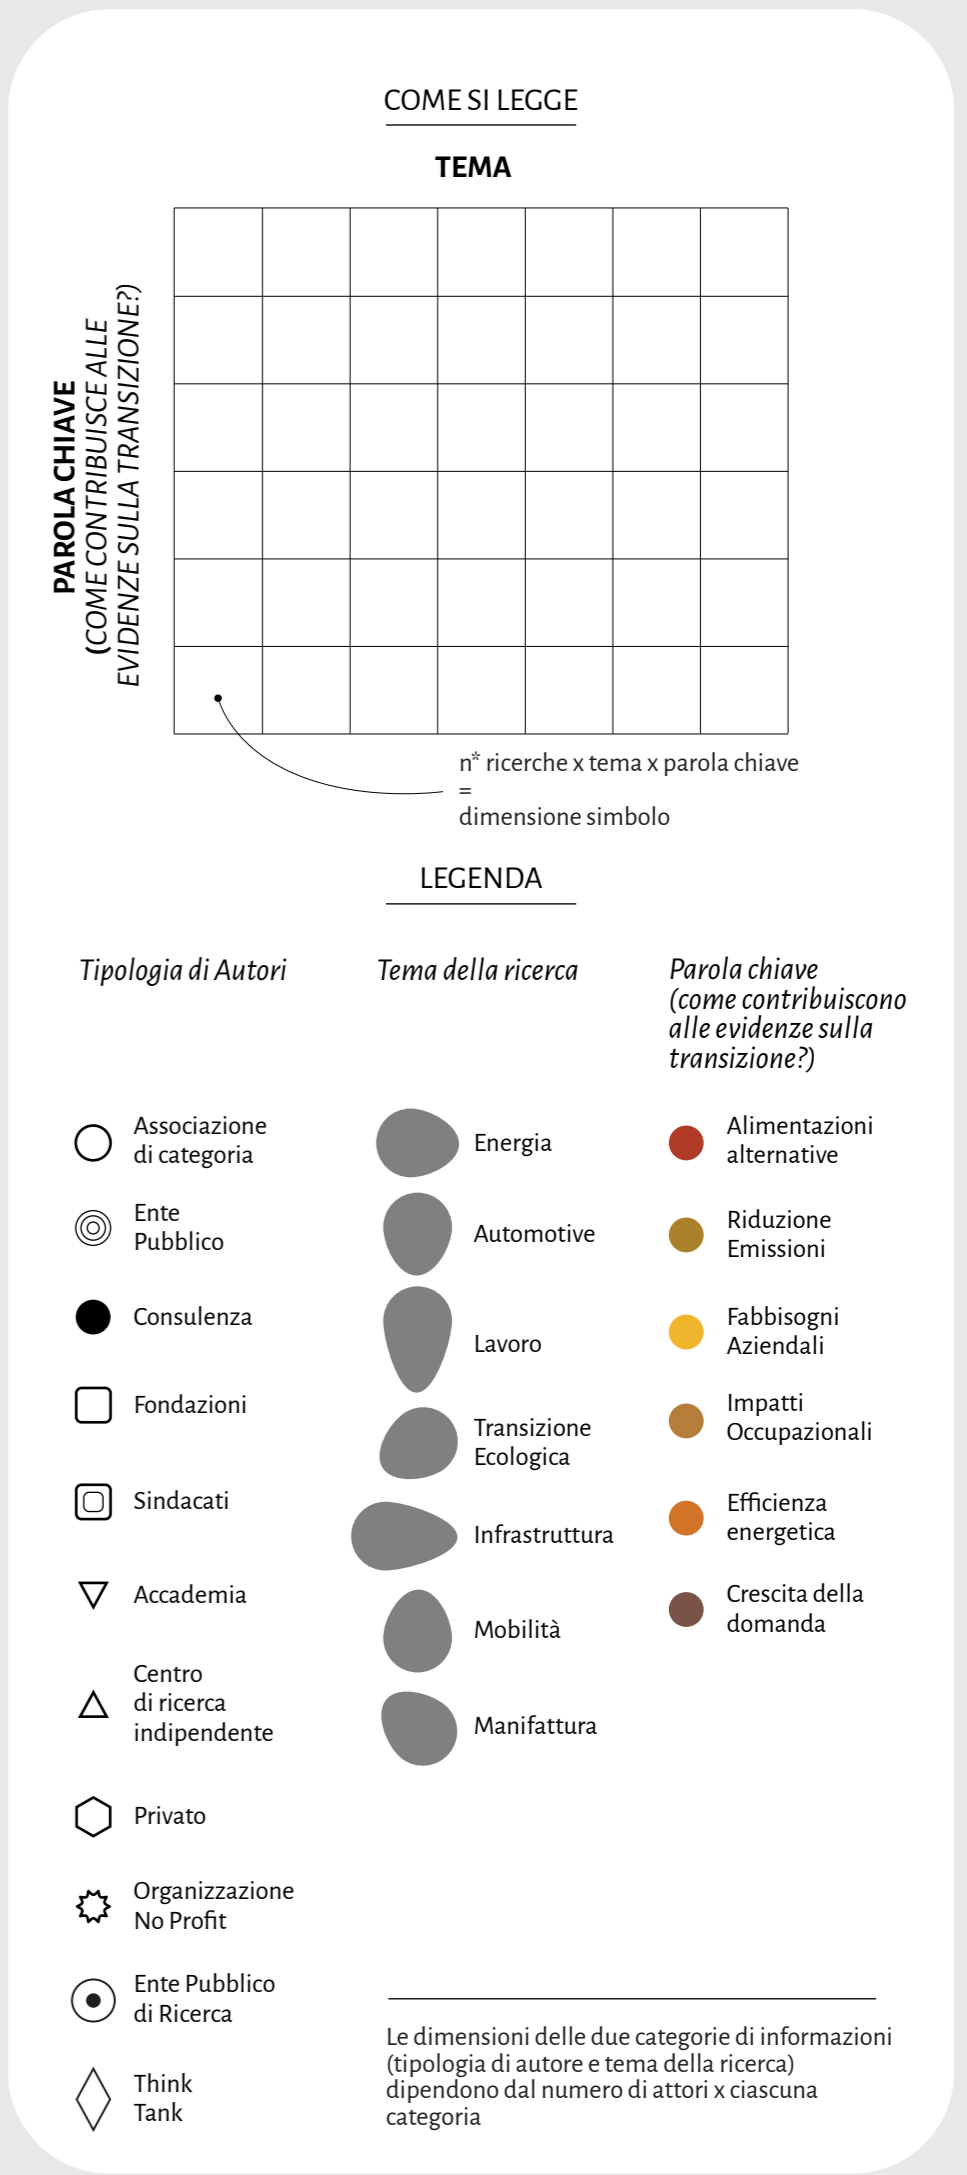 COME SI LEGGE
TEMA
PAROLA CHIAVE
(COME CONTRIBUISCE ALLE
EVIDENZE SULLA TRANSIZIONE?)
n* ricerche x tema x parola chiave
=
dimensione simbolo
LEGENDA
Tipologia di Autori
Associazione
di categoria
Ente
Pubblico
Consulenza
Fondazioni
Sindacati
Accademia
Centro
di ricerca
indipendente
Privato
Organizzazione
No Profit
Ente Pubblico
di Ricerca
Think
Tank
Tema della ricerca
Energia
Automotive
Lavoro
Transizione
Ecologica
Infrastruttura
Mobilità
Manifattura
Parola chiave
(come contribuiscono
alle evidenze sulla
transizione?)
Alimentazioni
alternative
Riduzione
Emissioni
Fabbisogni
Aziendali
Impatti
Occupazionali
Efficienza
energetica
Crescita della
domanda
Le dimensioni delle due categorie di informazioni
(tipologia di autore e tema della ricerca)
dipendono dal numero di attori x ciascuna
categoria